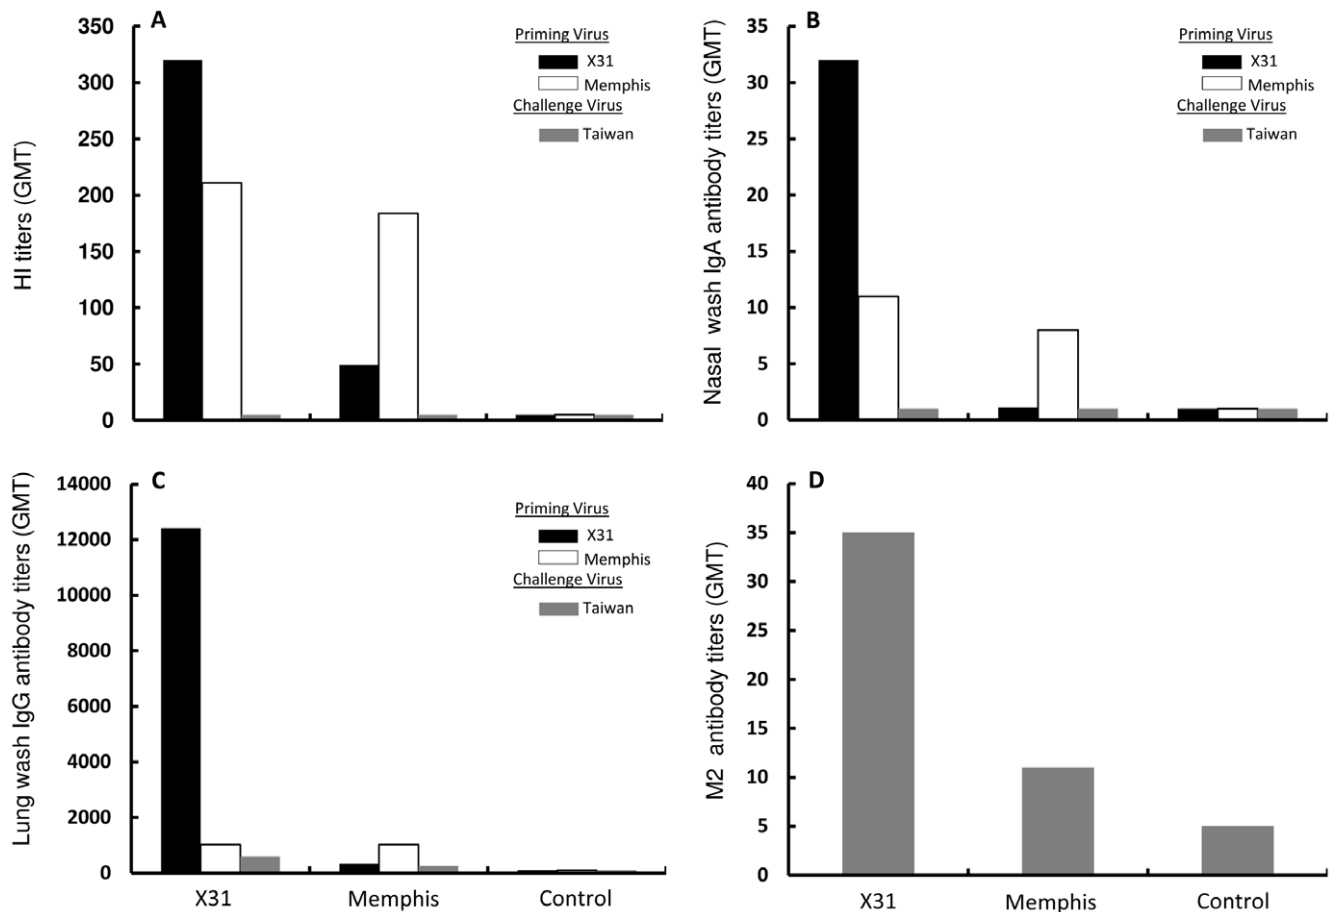 A
HI titers (GMT)
350
300
250
200
150
100
50
0
Priming Virus
X31
Memphis
Challenge Virus
Taiwan
B
Nasal wash IgA antibody titers (GMT)
35
30
25
20
15
10
5
0
Priming Virus
X31
Memphis
Challenge Virus
Taiwan
C
Lung wash IgG antibody titers (GMT)
14000
12000
10000
8000
6000
4000
2000
0
Priming Virus
X31
Memphis
Challenge Virus
Taiwan
X31 Memphis Control
D
M2 antibody titers (GMT)
40
35
30
25
20
15
10
5
0
X31 Memphis Control